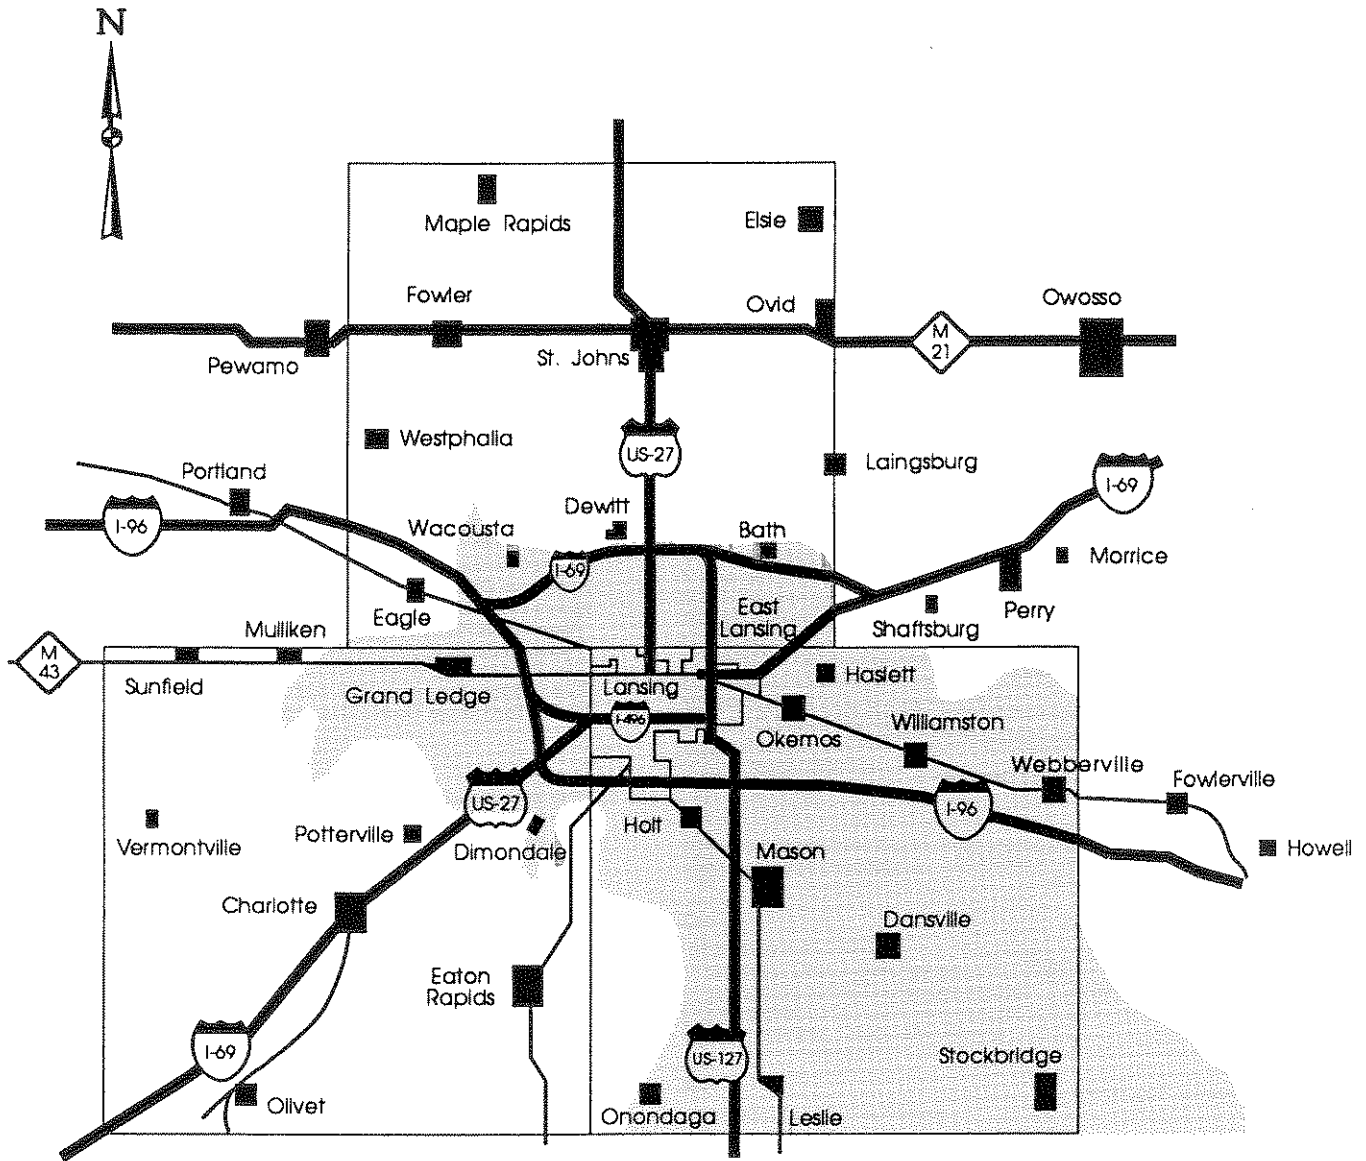 N
Maple Rapids
Elsie
Fowler
Ovid
Owosso
M
21
Pewamo
St. Johns
Westphalia
US-27
Laingsburg
Portland
I-69
I-96
Dewitt
Wacousta
Bath
Morrice
I-69
Eagle
East
Lansing
Perry
Shaftsburg
Mulliken
M
43
Sunfield
Grand Ledge
Lansing
Haslett
I-496
Okemos
Williamston
Webberville
Fowlerville
US-27
I-96
Vermontville
Potterville
Dimondale
Holt
Mason
Howell
Charlotte
Dansville
Eaton
Rapids
I-69
US-127
Stockbridge
Olivet
Onondaga
Leslie